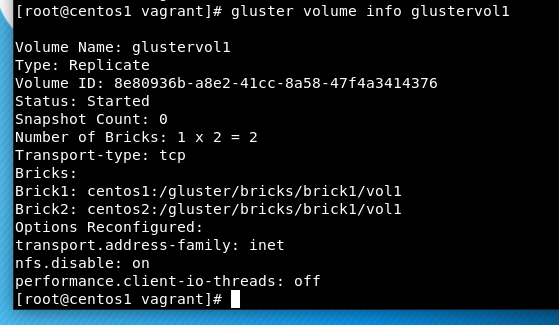 [root@centos1 vagrant]# gluster volume info glustervol1
Volume Name: glustervol1
Type: Replicate
Volume ID: 8e80936b-a8e2-41cc-8a58-47f4a3414376
Status: Started
Snapshot Count: 0
Number of Bricks: 1 x 2 = 2
Transport-type: tcp
Bricks:
Brick1: centos1:/gluster/bricks/brick1/vol1
Brick2: centos2:/gluster/bricks/brick1/vol1
Options Reconfigured:
transport.address-family: inet
nfs.disable: on
performance.client-io-threads: off
[root@centos1 vagrant]#